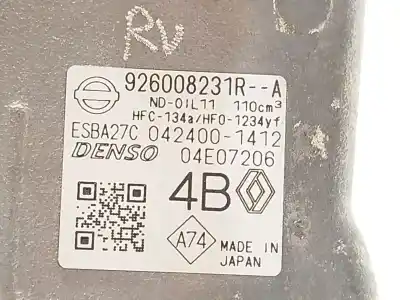 RV
926008231R--A
ND-OIL11 110cm³
HFC-134a/HFO-1234yf
ESBA27C 042400-1412
DENSO 04E07206
4B
A74 MADE IN
JAPAN